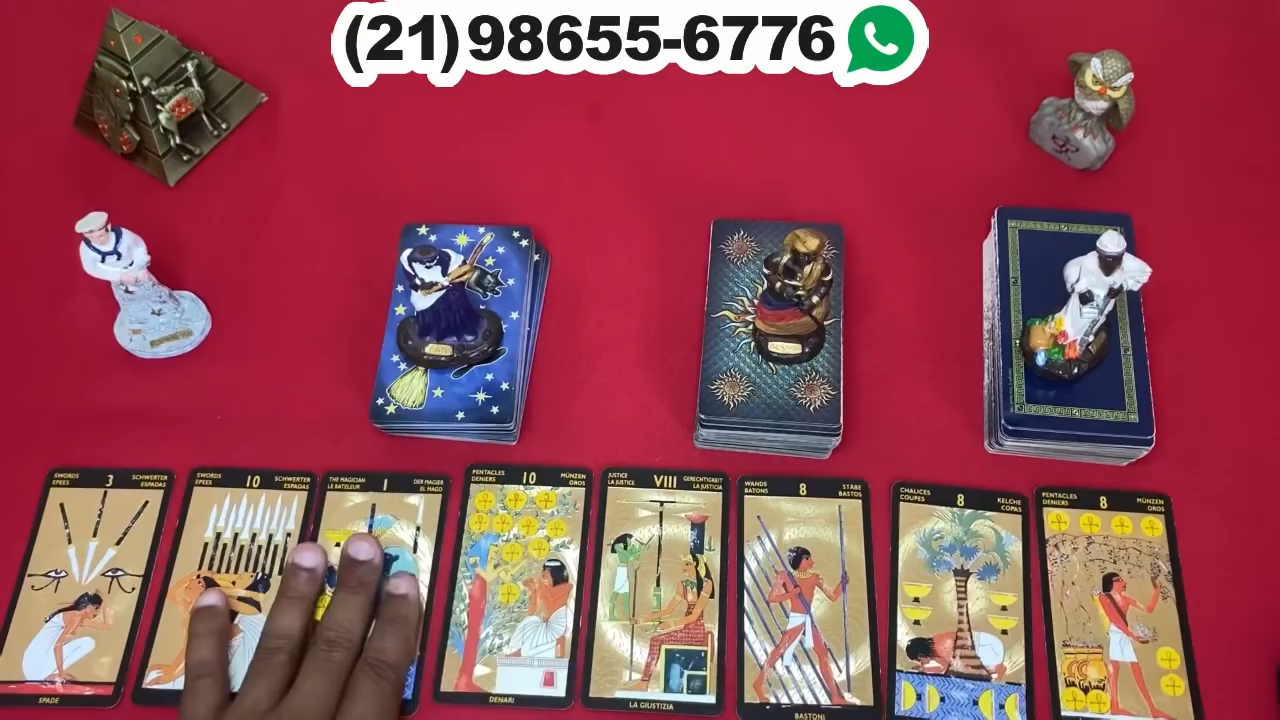 (21)98655-6776
SWORDS
EPEES
3
SCHWERTER
ESPADAS
SPADE
SWORDS
EPEES
10
SCHWERTER
ESPADAS
THE MAGICIAN
LE BATELEUR
I
DER MAGIER
EL MAGO
PENTACLES
DENIERS
10
MÜNZEN
OROS
DENARI
JUSTICE
LA JUSTICE
VIII
GERECHTIGKEIT
LA JUSTICIA
LA GIUSTIZIA
WANDS
BATONS
8
STABE
BASTOS
BASTONI
CHALICES
COUPES
8
KELCHE
COPAS
PENTACLES
DENIERS
8
MÜNZEN
OROS